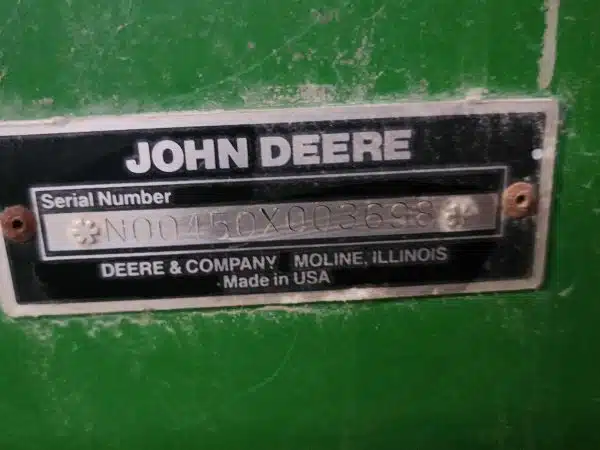 JOHN DEERE
Serial Number
*N00450X003698*
DEERE & COMPANY MOLINE, ILLINOIS
Made in USA